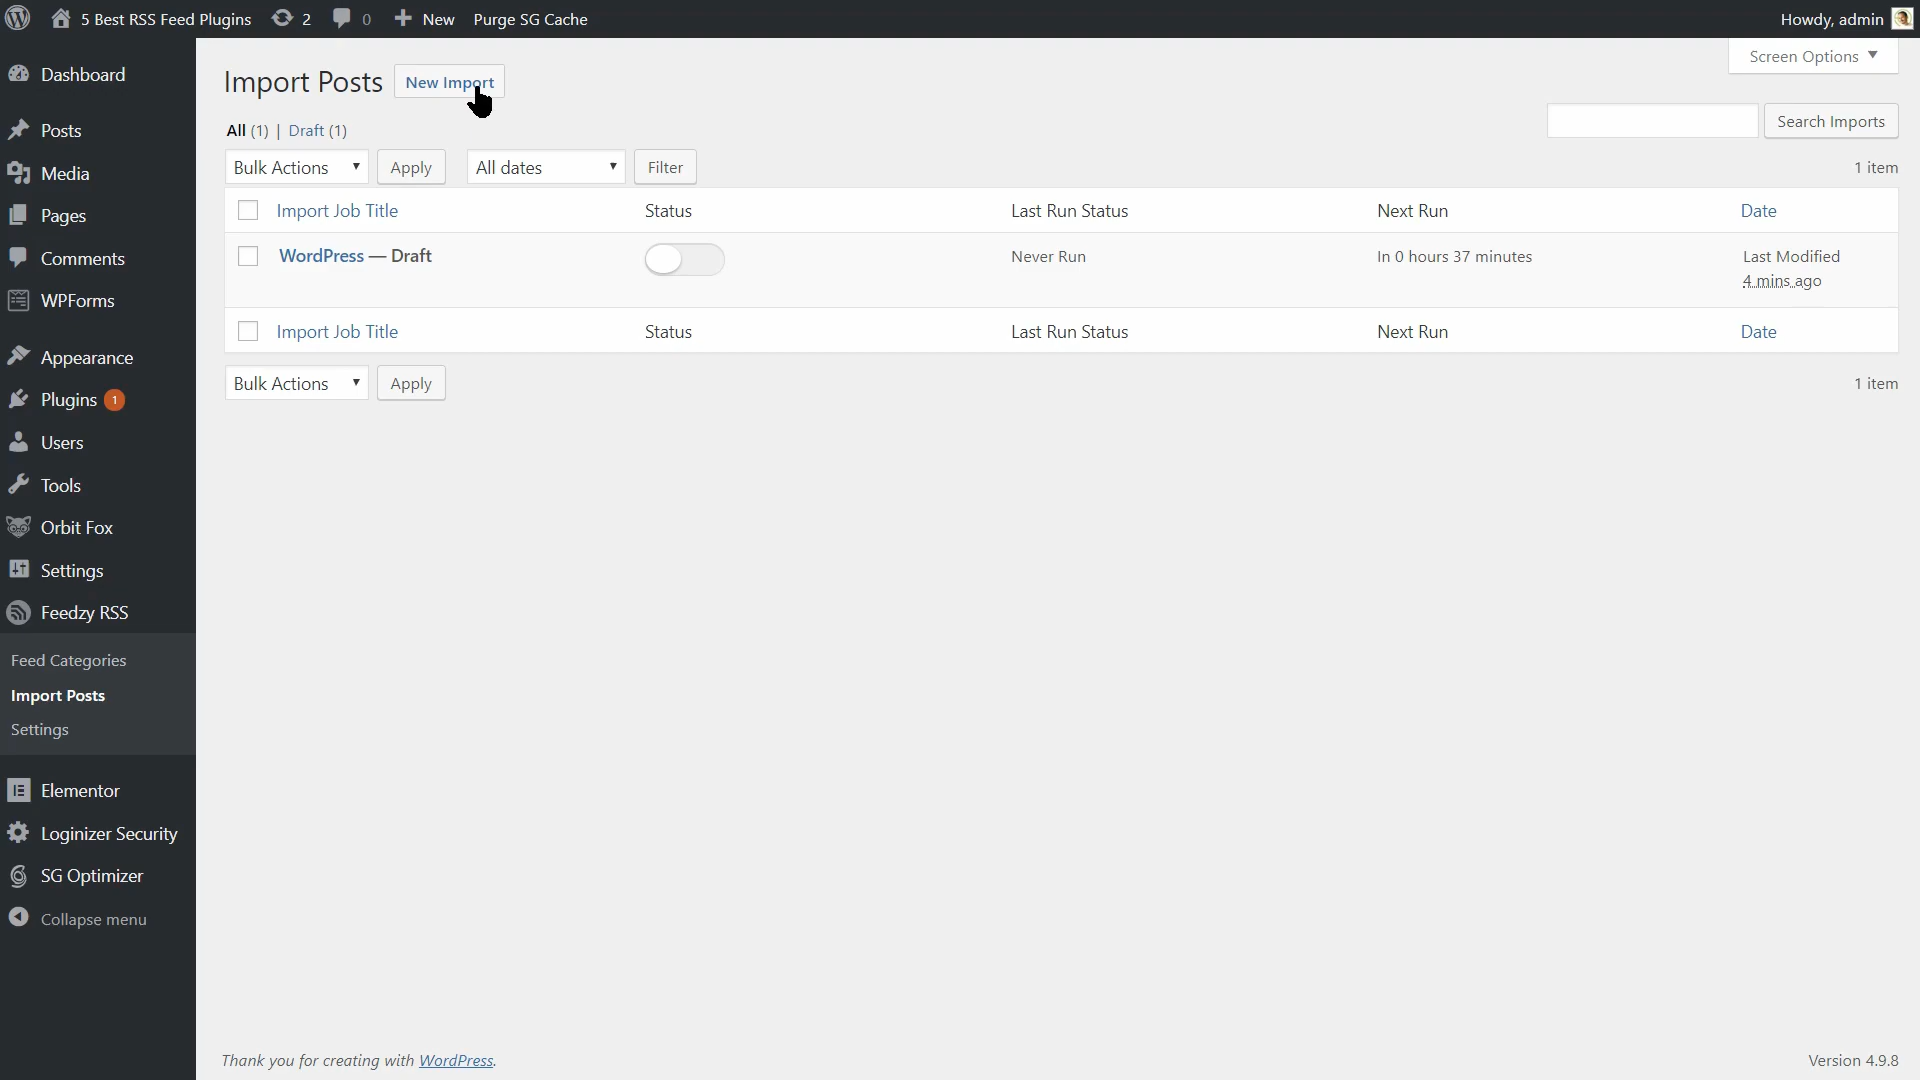 5 Best RSS Feed Plugins 2 0 New Purge SG Cache Howdy, admin
Dashboard
Posts
Media
Pages
Comments
WPForms
Appearance
Plugins 1
Users
Tools
Orbit Fox
Settings
Feedzy RSS
Feed Categories
Import Posts
Settings
Elementor
Loginizer Security
SG Optimizer
Collapse menu
Screen Options ▼
Import Posts New Import
All (1) | Draft (1)
Search Imports
Bulk Actions Apply All dates Filter 1 item
Import Job Title Status Last Run Status Next Run Date
WordPress — Draft Never Run In 0 hours 37 minutes Last Modified
4 mins ago
Import Job Title Status Last Run Status Next Run Date
Bulk Actions Apply 1 item
Thank you for creating with WordPress. Version 4.9.8